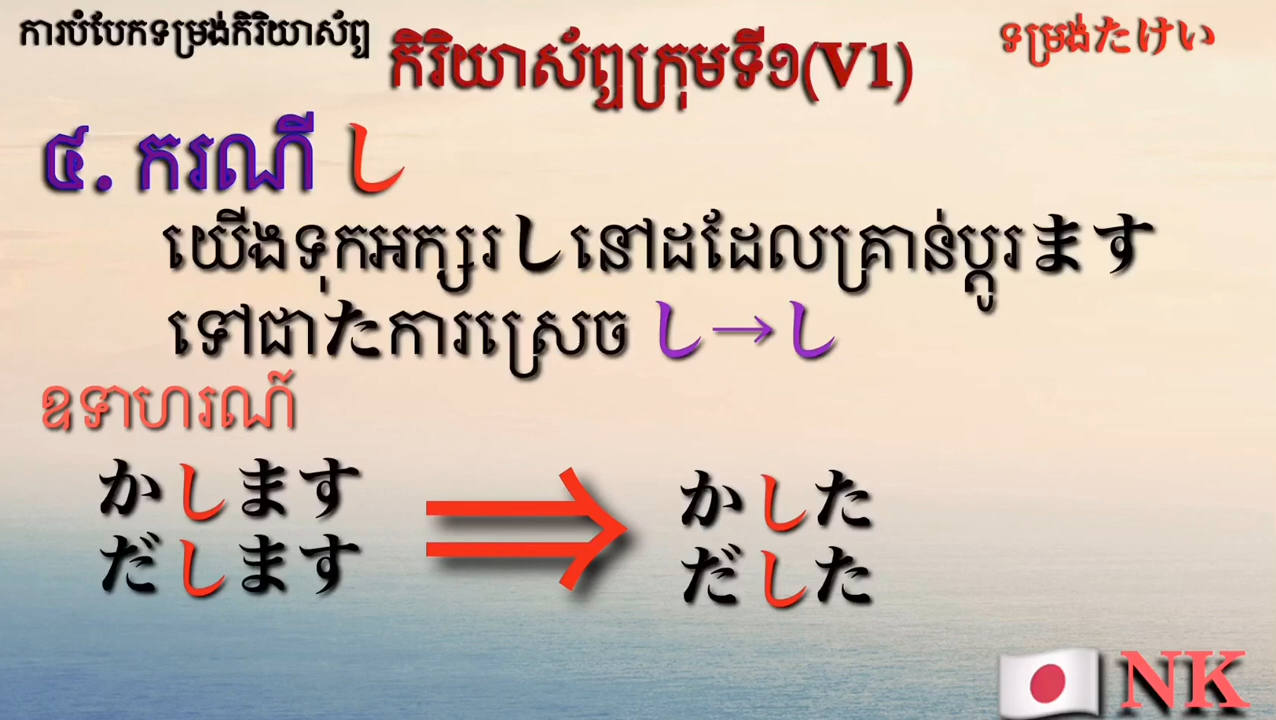 ការបំបែកទម្រង់កិរិយាស័ព្ទ
កិរិយាស័ព្ទក្រុមទី១(V1)
ទម្រង់たけい
៤. ករណី し
យើងទុកអក្សរしនៅដដែលគ្រាន់ប្តូរます
ទៅជាたការស្រេច し→し
ឧទាហរណ៍
かします ⇒ かした
だします だした
NK